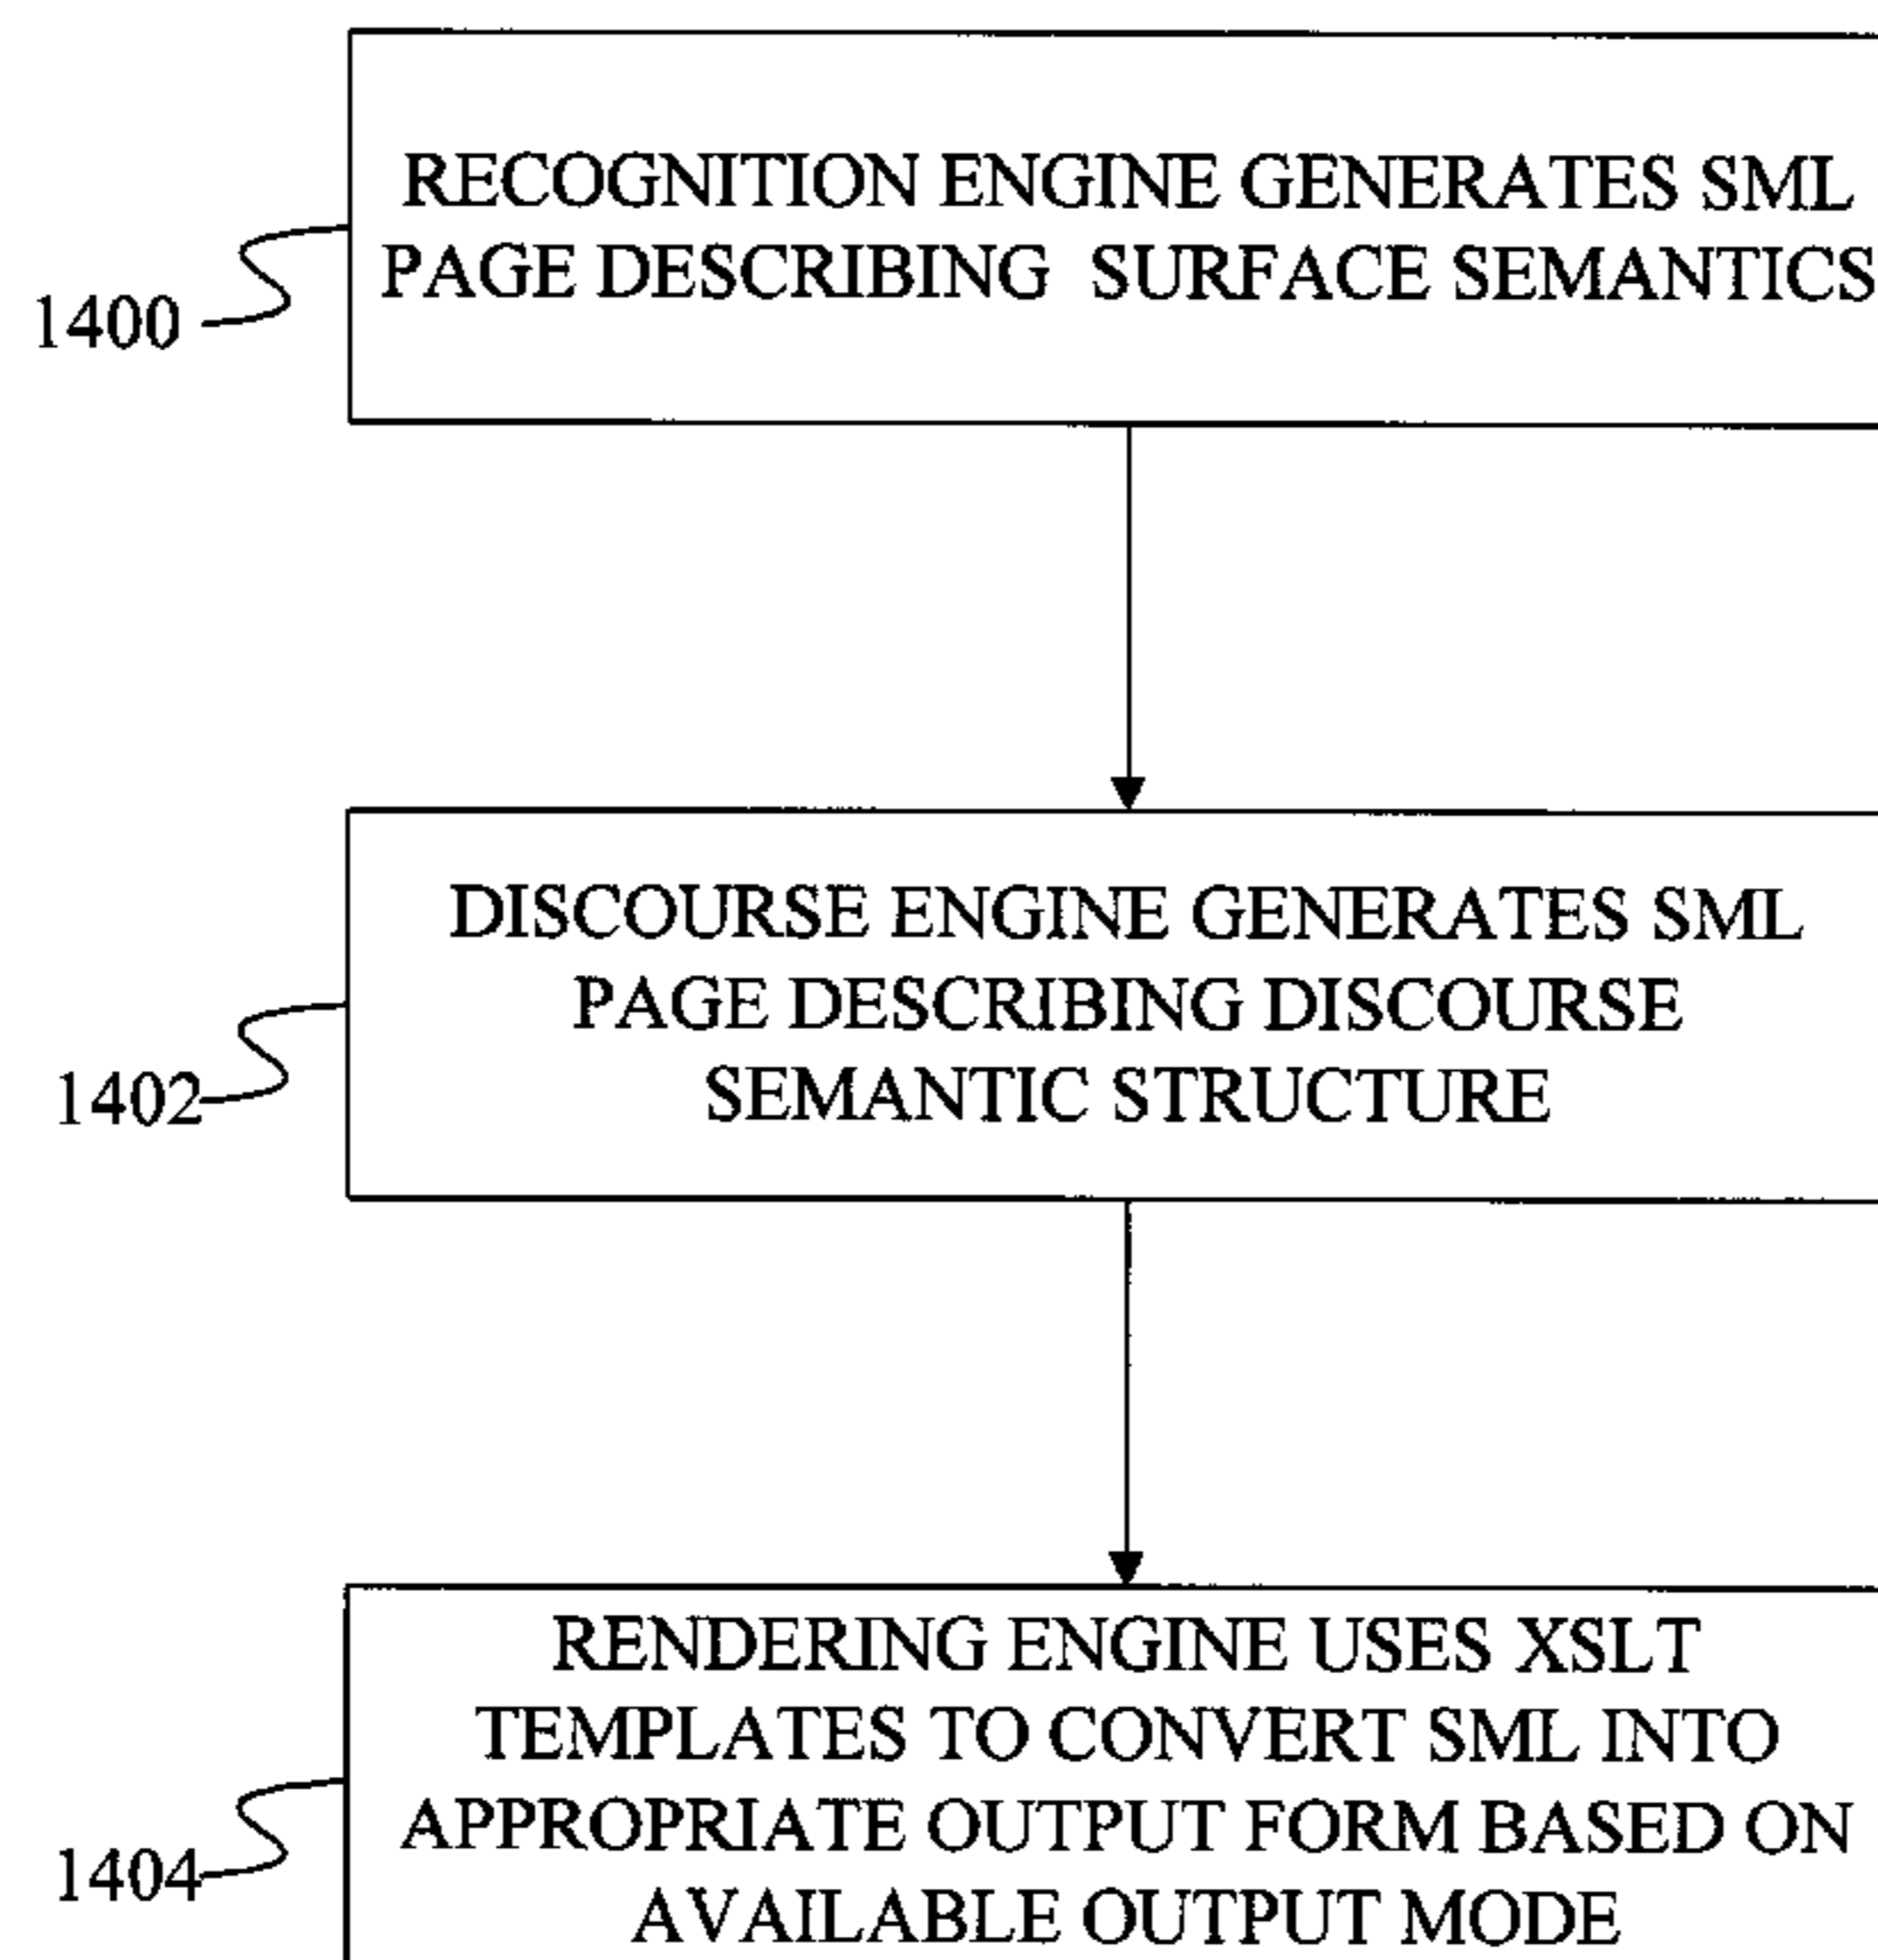 RECOGNITION ENGINE GENERATES SML
PAGE DESCRIBING SURFACE SEMANTICS
1400
DISCOURSE ENGINE GENERATES SML
PAGE DESCRIBING DISCOURSE
SEMANTIC STRUCTURE
1402
RENDERING ENGINE USES XSLT
TEMPLATES TO CONVERT SML INTO
APPROPRIATE OUTPUT FORM BASED ON
AVAILABLE OUTPUT MODE
1404